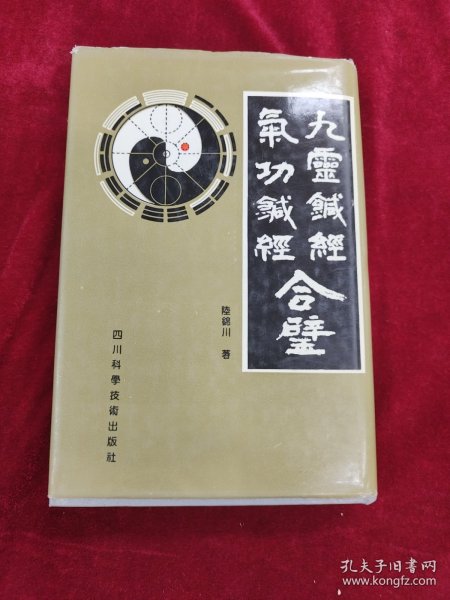 九靈鍼經
氣功鍼經
合璧
陸錦川 著
四川科學技術出版社
孔夫子旧书网
www.kongfz.com